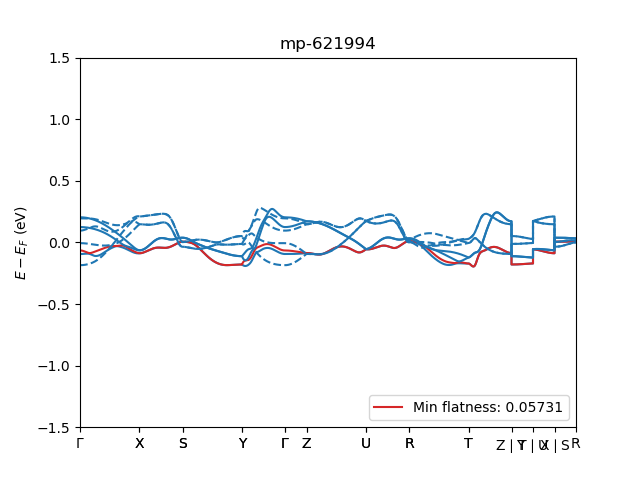 mp-621994
E − E_F (eV)
1.5
1.0
0.5
0.0
−0.5
−1.0
−1.5
Min flatness: 0.05731
Γ X S Y Γ Z U R T Z | Y T | U X | S R